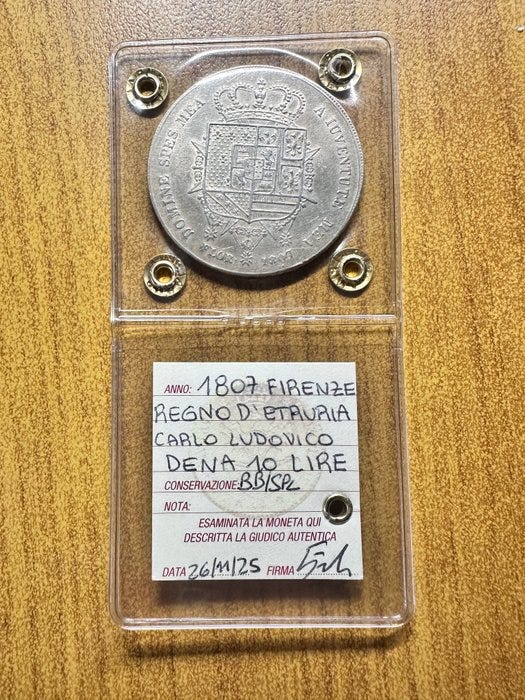 DOMINE SPES MEA A IUVENTUTE MEA
FLOR * 1807
ANNO: 1807 FIRENZE
REGNO D'ETRURIA
CARLO LUDOVICO
DENA 10 LIRE
CONSERVAZIONE: BB/SPL
NOTA:
ESAMINATA LA MONETA QUI
DESCRITTA LA GIUDICO AUTENTICA
DATA 26/11/25 FIRMA